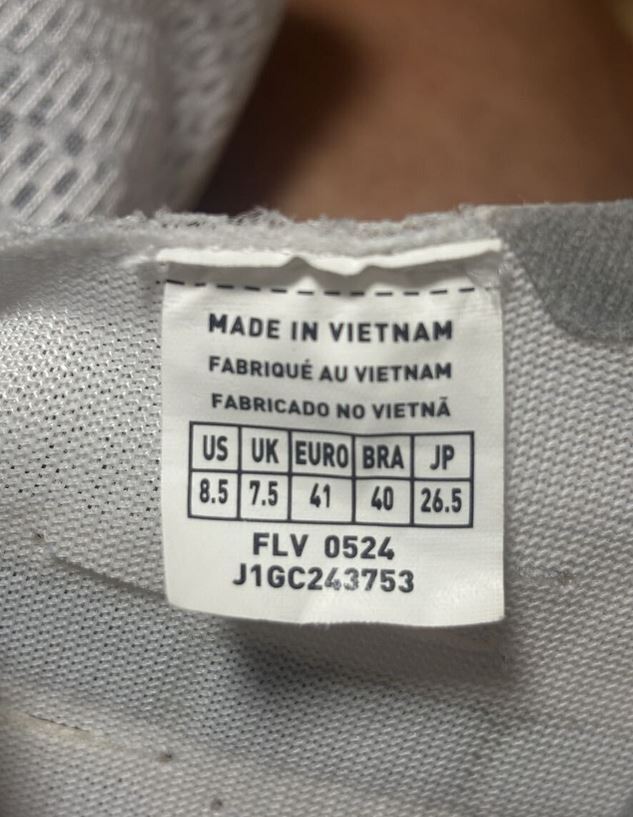 MADE IN VIETNAM
FABRIQUÉ AU VIETNAM
FABRICADO NO VIETNÃ
US UK EURO BRA JP
8.5 7.5 41 40 26.5
FLV 0524
J1GC243753